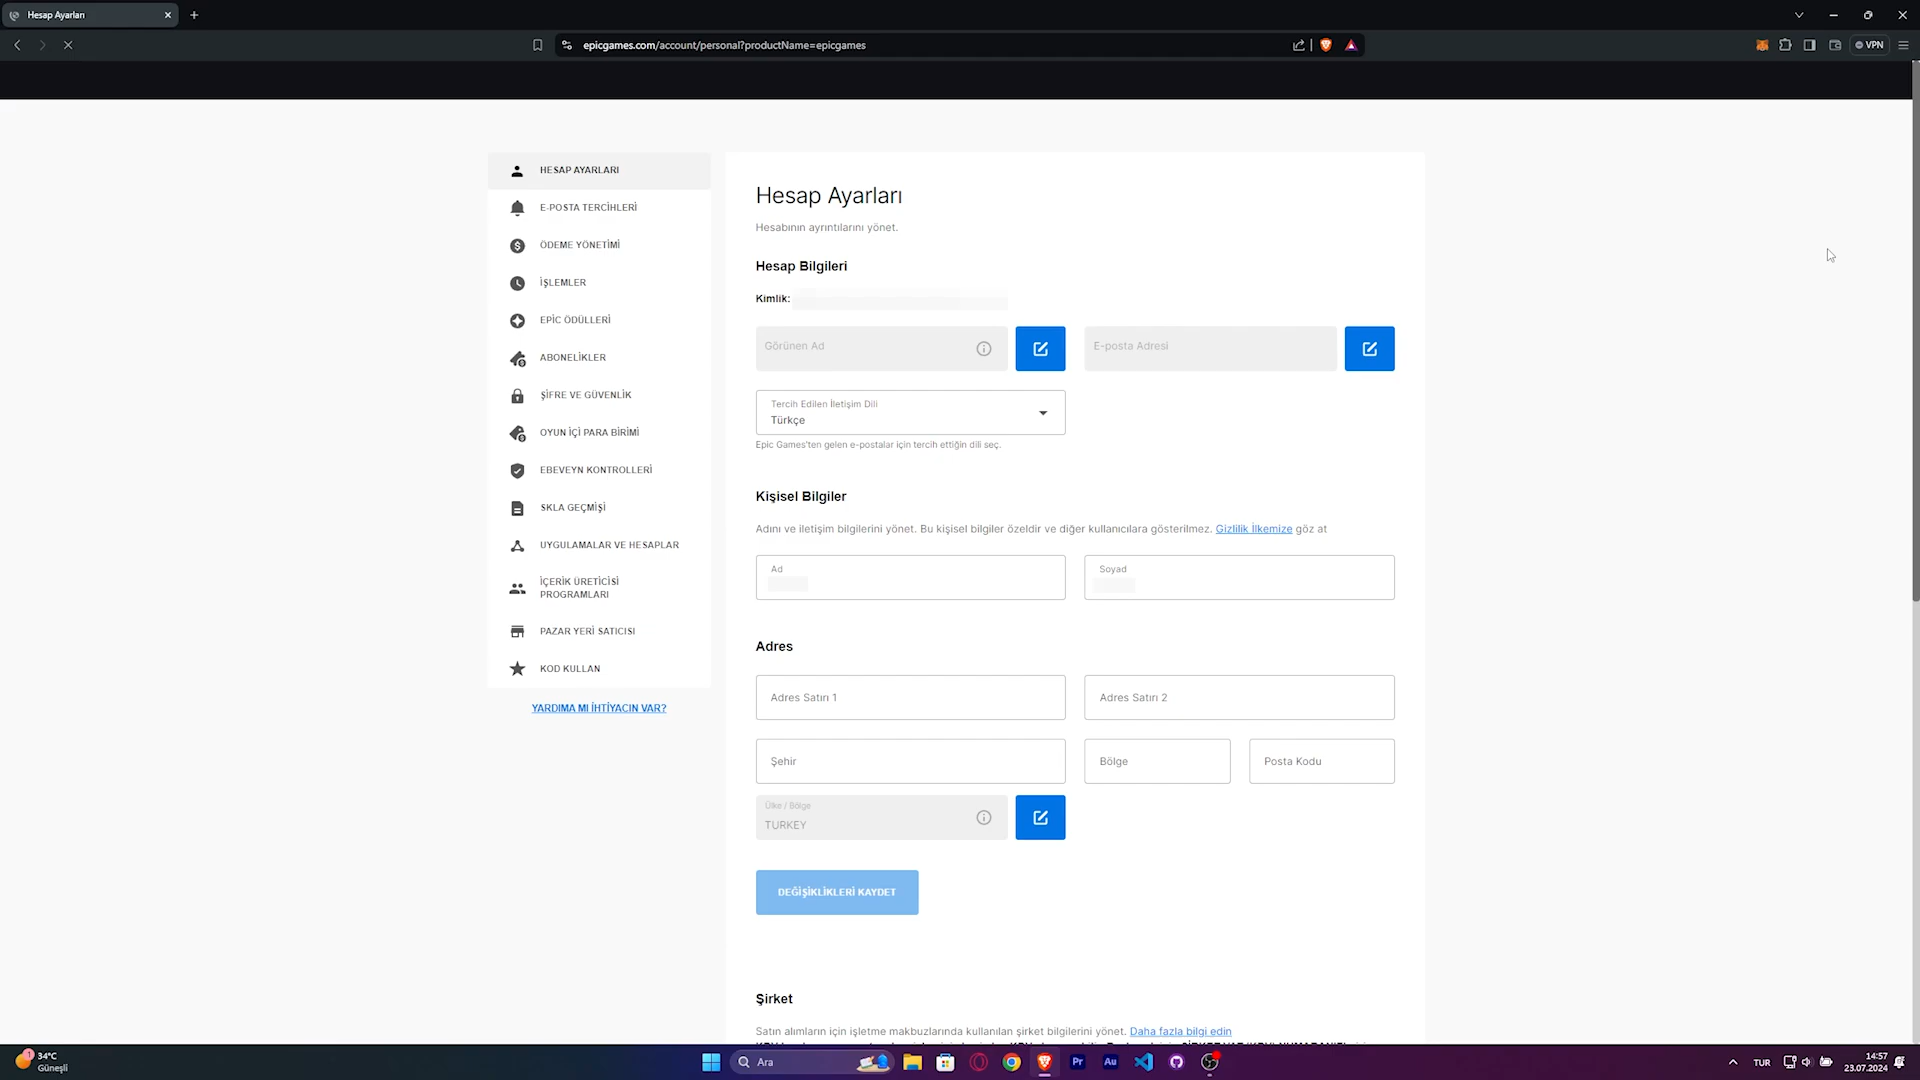 Hesap Ayarları
epicgames.com/account/personal?productName=epicgames
VPN
HESAP AYARLARI
E-POSTA TERCİHLERİ
ÖDEME YÖNETİMİ
İŞLEMLER
EPİC ÖDÜLLERİ
ABONELİKLER
ŞİFRE VE GÜVENLİK
OYUN İÇİ PARA BİRİMİ
EBEVEYN KONTROLLERİ
SKLA GEÇMİŞİ
UYGULAMALAR VE HESAPLAR
İÇERİK ÜRETİCİSİ
PROGRAMLARI
PAZAR YERİ SATICISI
KOD KULLAN
YARDIMA MI İHTİYACIN VAR?
Hesap Ayarları
Hesabının ayrıntılarını yönet.
Hesap Bilgileri
Kimlik:
Görünen Ad
E-posta Adresi
Tercih Edilen İletişim Dili
Türkçe
Epic Games'ten gelen e-postalar için tercih ettiğin dili seç.
Kişisel Bilgiler
Adını ve iletişim bilgilerini yönet. Bu kişisel bilgiler özeldir ve diğer kullanıcılara gösterilmez. Gizlilik İlkemize göz at
Ad
Soyad
Adres
Adres Satırı 1
Adres Satırı 2
Şehir
Bölge
Posta Kodu
Ülke / Bölge
TURKEY
DEĞİŞİKLİKLERİ KAYDET
Şirket
Satın alımların için işletme makbuzlarında kullanılan şirket bilgilerini yönet. Daha fazla bilgi edin
1
34°C
Güneşli
Ara
Pr
Au
TUR
14:57
23.07.2024